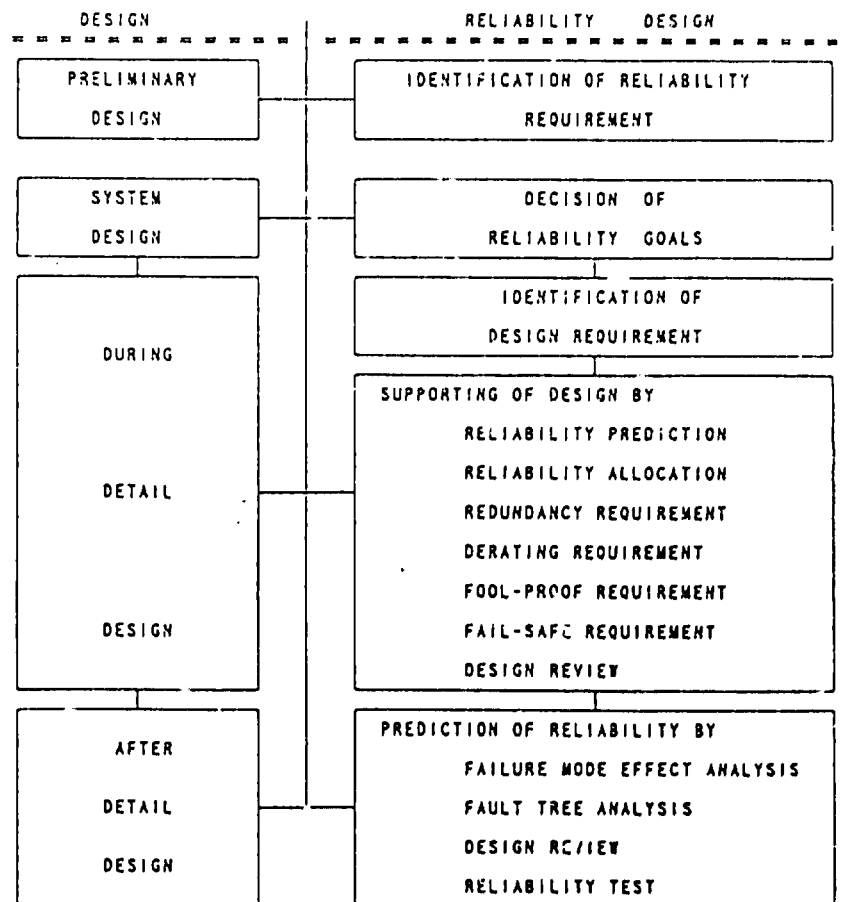 DESIGN
RELIABILITY DESIGN
PRELIMINARY
DESIGN
IDENTIFICATION OF RELIABILITY
REQUIREMENT
SYSTEM
DESIGN
DECISION OF
RELIABILITY GOALS
IDENTIFICATION OF
DESIGN REQUIREMENT
DURING
DETAIL
DESIGN
SUPPORTING OF DESIGN BY
RELIABILITY PREDICTION
RELIABILITY ALLOCATION
REDUNDANCY REQUIREMENT
DERATING REQUIREMENT
FOOL-PROOF REQUIREMENT
FAIL-SAFE REQUIREMENT
DESIGN REVIEW
AFTER
DETAIL
DESIGN
PREDICTION OF RELIABILITY BY
FAILURE MODE EFFECT ANALYSIS
FAULT TREE ANALYSIS
DESIGN REVIEW
RELIABILITY TEST